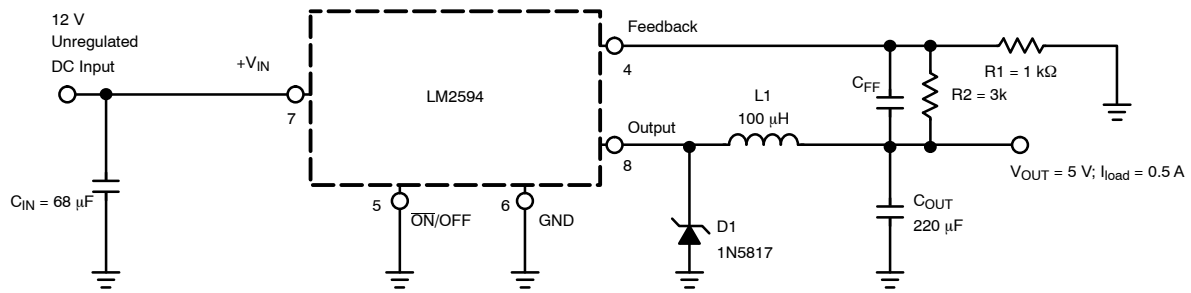 12 V
Unregulated
DC Input
+V_IN
7
C_IN = 68 μF
LM2594
5
O̅N̅/OFF
6
GND
Feedback
4
Output
8
L1
100 μH
D1
1N5817
C_FF
R2 = 3k
R1 = 1 kΩ
V_OUT = 5 V; I_load = 0.5 A
C_OUT
220 μF